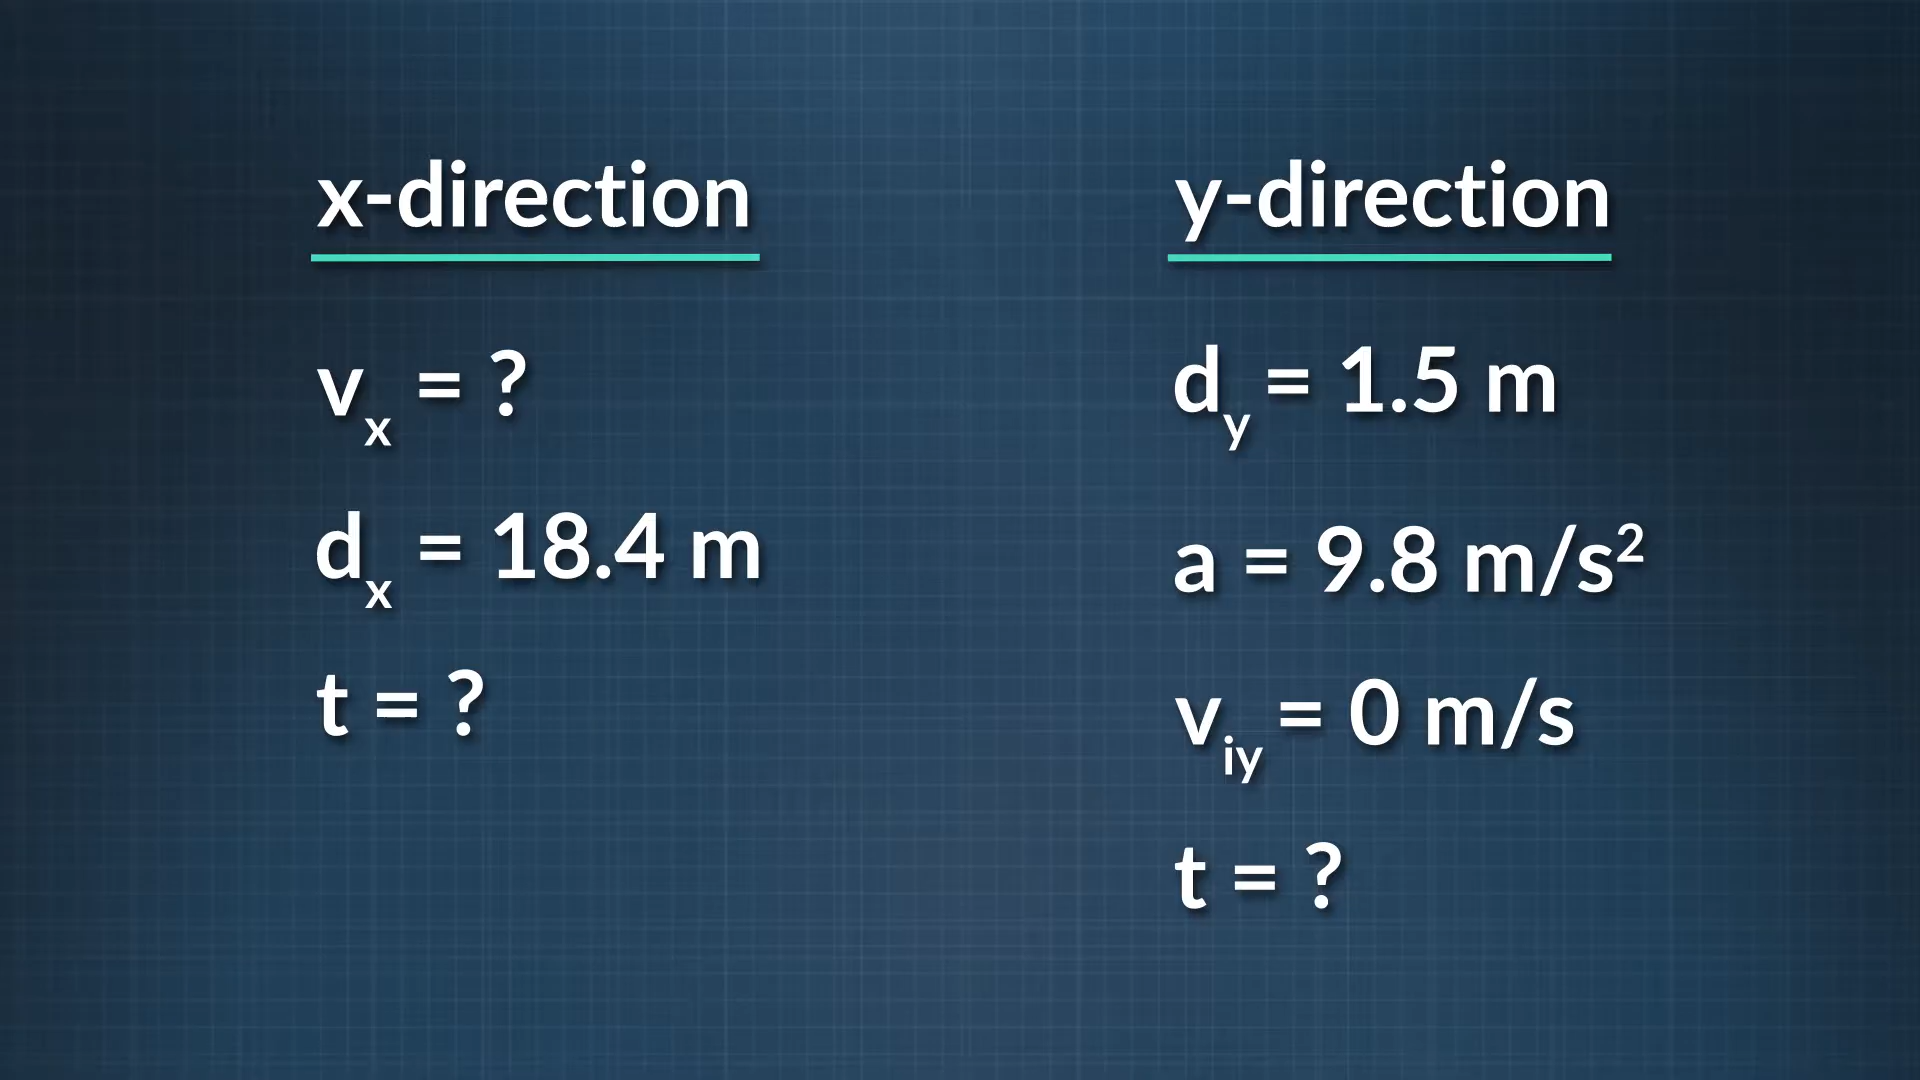 x-direction
vx = ?
dx = 18.4 m
t = ?
y-direction
dy = 1.5 m
a = 9.8 m/s²
viy = 0 m/s
t = ?